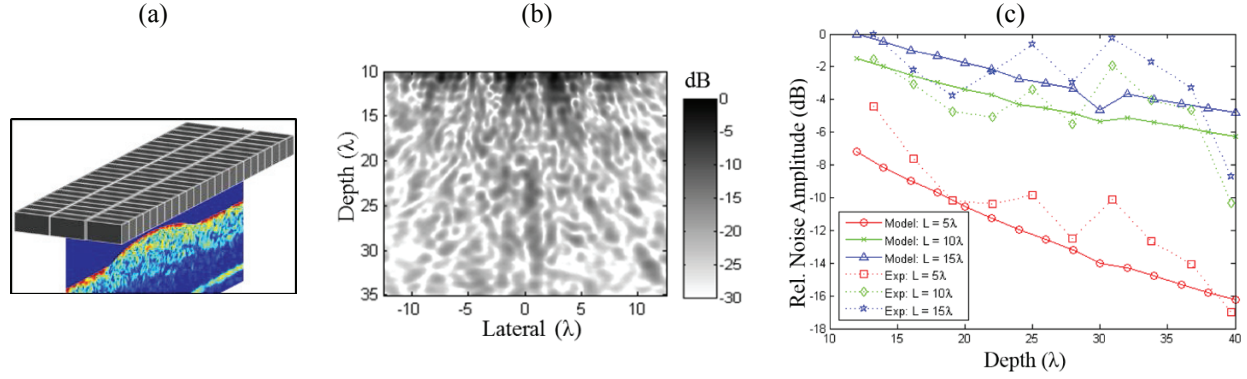 (a)
(b)
dB
10
15
20
25
30
35
Depth (λ)
-10
-5
0
5
10
Lateral (λ)
0
-5
-10
-15
-20
-25
-30
(c)
Rel. Noise Amplitude (dB)
0
-2
-4
-6
-8
-10
-12
-14
-16
-18
Model: L = 5λ
Model: L = 10λ
Model: L = 15λ
Exp: L = 5λ
Exp: L = 10λ
Exp: L = 15λ
10
15
20
25
30
35
40
Depth (λ)